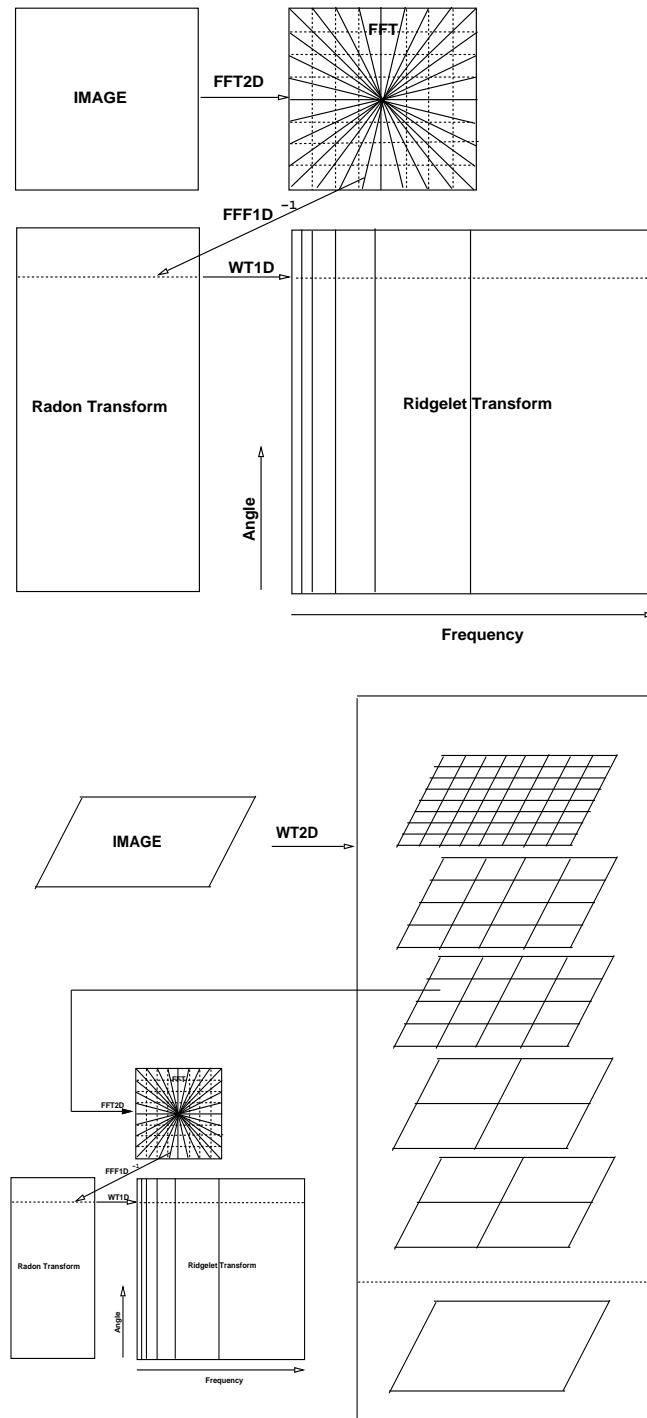 FFT
IMAGE
FFT2D
FFF1D -1
WT1D
Radon Transform
Ridgelet Transform
Angle
Frequency
IMAGE
WT2D
FFT
FFT2D
FFF1D -1
WT1D
Radon Transform
Ridgelet Transform
Angle
Frequency